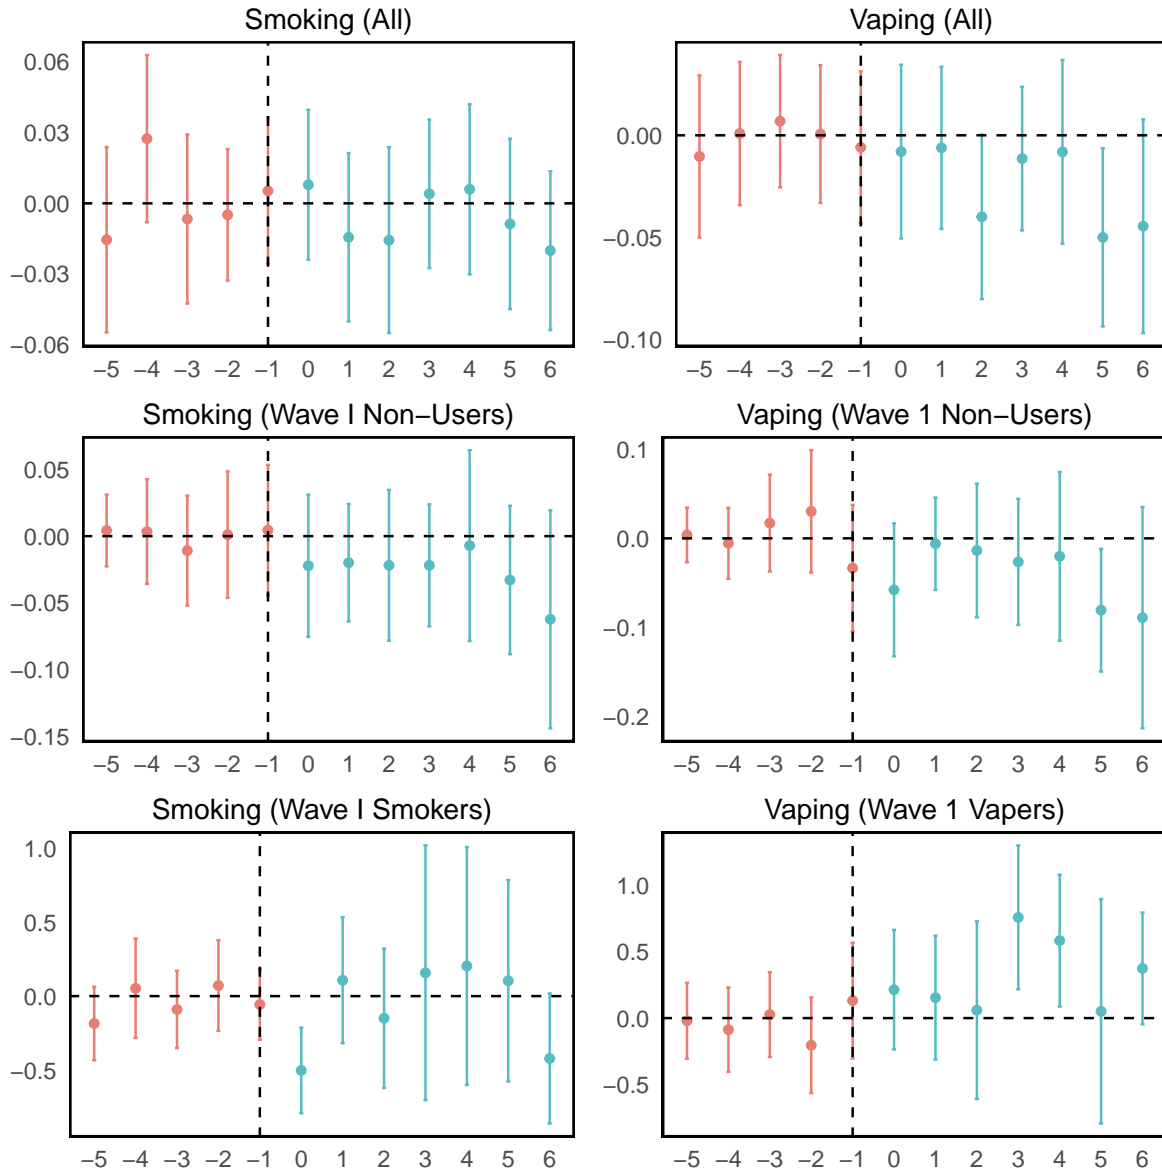 Smoking (All)
0.06
0.03
0.00
−0.03
−0.06
−5 −4 −3 −2 −1 0 1 2 3 4 5 6
Vaping (All)
0.00
−0.05
−0.10
−5 −4 −3 −2 −1 0 1 2 3 4 5 6
Smoking (Wave I Non−Users)
0.05
0.00
−0.05
−0.10
−0.15
−5 −4 −3 −2 −1 0 1 2 3 4 5 6
Vaping (Wave 1 Non−Users)
0.1
0.0
−0.1
−0.2
−5 −4 −3 −2 −1 0 1 2 3 4 5 6
Smoking (Wave I Smokers)
1.0
0.5
0.0
−0.5
−5 −4 −3 −2 −1 0 1 2 3 4 5 6
Vaping (Wave 1 Vapers)
1.0
0.5
0.0
−0.5
−5 −4 −3 −2 −1 0 1 2 3 4 5 6